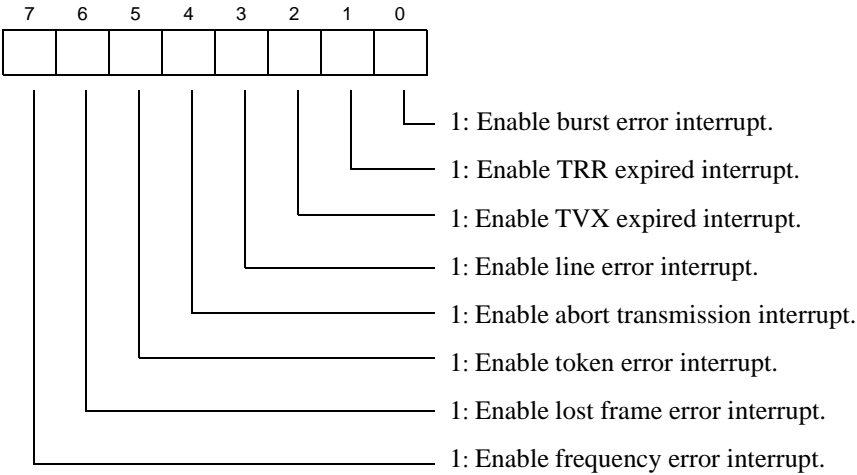 7 6 5 4 3 2 1 0
1: Enable burst error interrupt.
1: Enable TRR expired interrupt.
1: Enable TVX expired interrupt.
1: Enable line error interrupt.
1: Enable abort transmission interrupt.
1: Enable token error interrupt.
1: Enable lost frame error interrupt.
1: Enable frequency error interrupt.